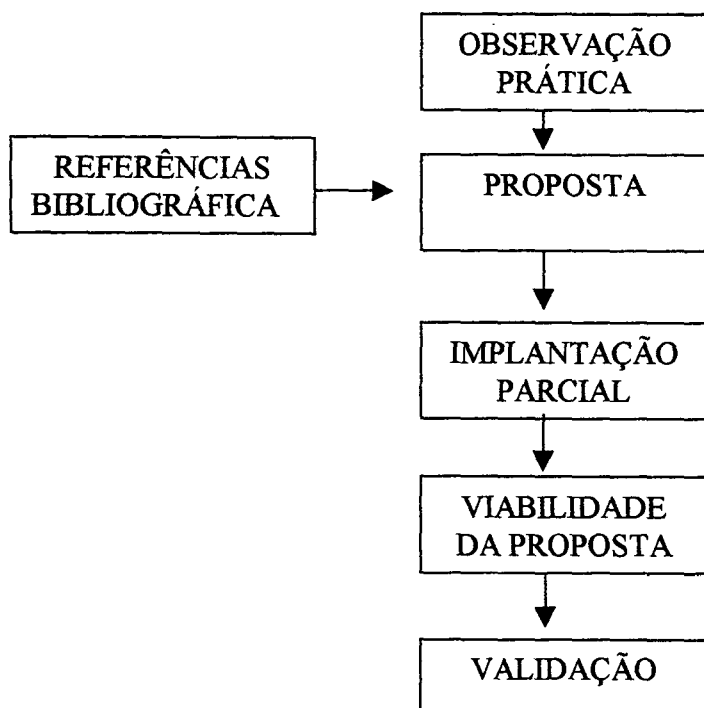 OBSERVAÇÃO
PRÁTICA
REFERÊNCIAS
BIBLIOGRÁFICA
PROPOSTA
IMPLANTAÇÃO
PARCIAL
VIABILIDADE
DA PROPOSTA
VALIDAÇÃO